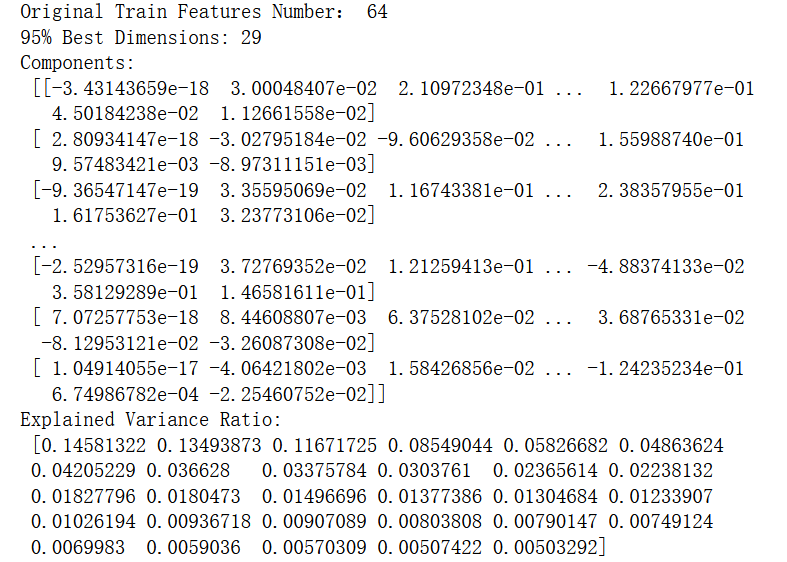 Original Train Features Number： 64
95% Best Dimensions: 29
Components:
[[-3.43143659e-18 3.00048407e-02 2.10972348e-01 ... 1.22667977e-01
4.50184238e-02 1.12661558e-02]
[ 2.80934147e-18 -3.02795184e-02 -9.60629358e-02 ... 1.55988740e-01
9.57483421e-03 -8.97311151e-03]
[-9.36547147e-19 3.35595069e-02 1.16743381e-01 ... 2.38357955e-01
1.61753627e-01 3.23773106e-02]
...
[-2.52957316e-19 3.72769352e-02 1.21259413e-01 ... -4.88374133e-02
3.58129289e-01 1.46581611e-01]
[ 7.07257753e-18 8.44608807e-03 6.37528102e-02 ... 3.68765331e-02
-8.12953121e-02 -3.26087308e-02]
[ 1.04914055e-17 -4.06421802e-03 1.58426856e-02 ... -1.24235234e-01
6.74986782e-04 -2.25460752e-02]]
Explained Variance Ratio:
[0.14581322 0.13493873 0.11671725 0.08549044 0.05826682 0.04863624
0.04205229 0.036628 0.03375784 0.0303761 0.02365614 0.02238132
0.01827796 0.0180473 0.01496696 0.01377386 0.01304684 0.01233907
0.01026194 0.00936718 0.00907089 0.00803808 0.00790147 0.00749124
0.0069983 0.0059036 0.00570309 0.00507422 0.00503292]